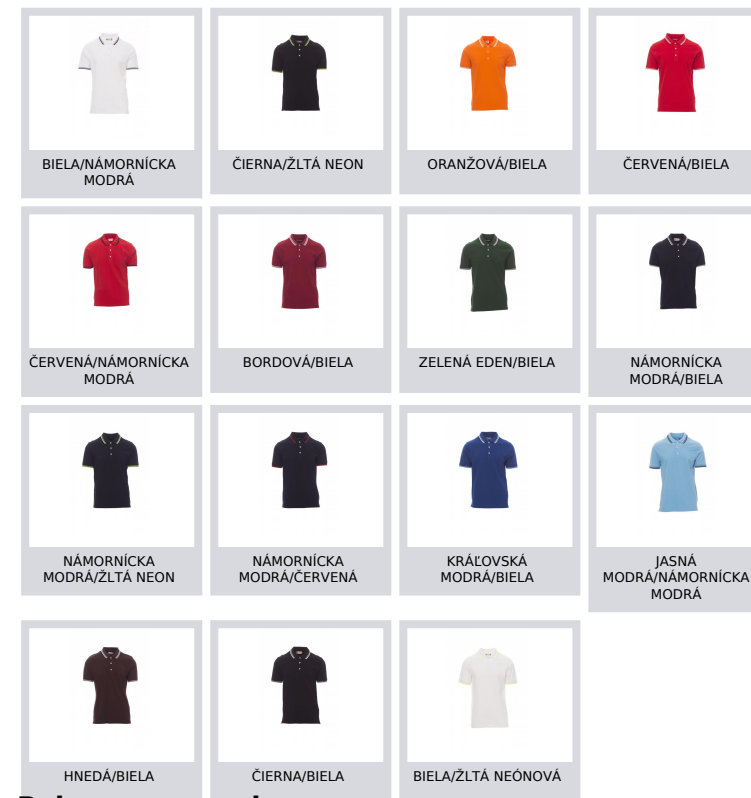 BIELA/NÁMORNÍCKA
MODRÁ
ČIERNA/ŽLTÁ NEON
ORANŽOVÁ/BIELA
ČERVENÁ/BIELA
ČERVENÁ/NÁMORNÍCKA
MODRÁ
BORDOVÁ/BIELA
ZELENÁ EDEN/BIELA
NÁMORNÍCKA
MODRÁ/BIELA
NÁMORNÍCKA
MODRÁ/ŽLTÁ NEON
NÁMORNÍCKA
MODRÁ/ČERVENÁ
KRÁĽOVSKÁ
MODRÁ/BIELA
JASNÁ
MODRÁ/NÁMORNÍCKA
MODRÁ
HNEDÁ/BIELA
ČIERNA/BIELA
BIELA/ŽLTÁ NEÓNOVÁ